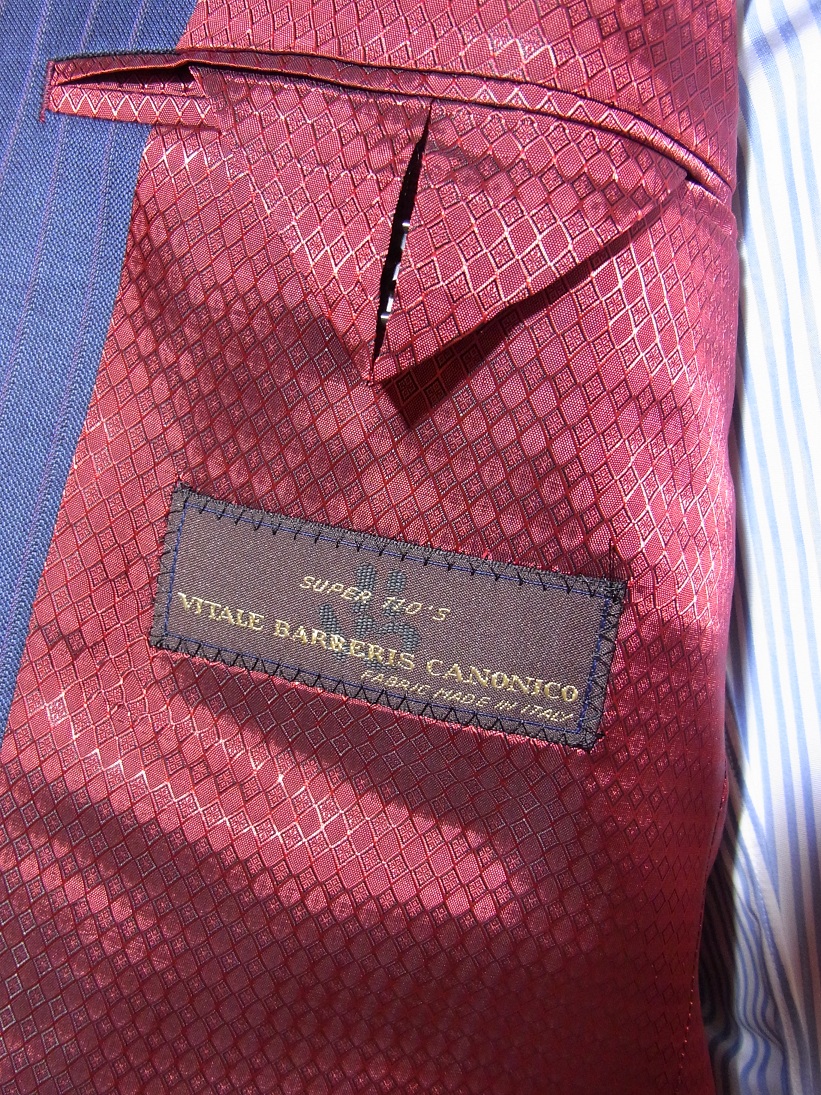 SUPER 110'S
VITALE BARBERIS CANONICO
FABRIC MADE IN ITALY